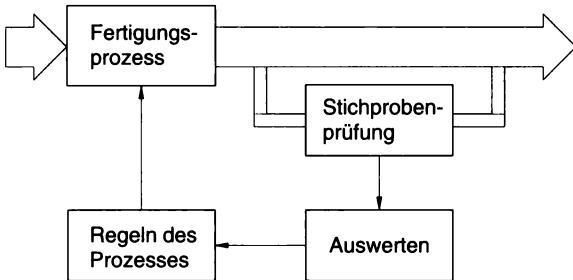 Fertigungs-
prozess
Stichproben-
prüfung
Regeln des
Prozesses
Auswerten